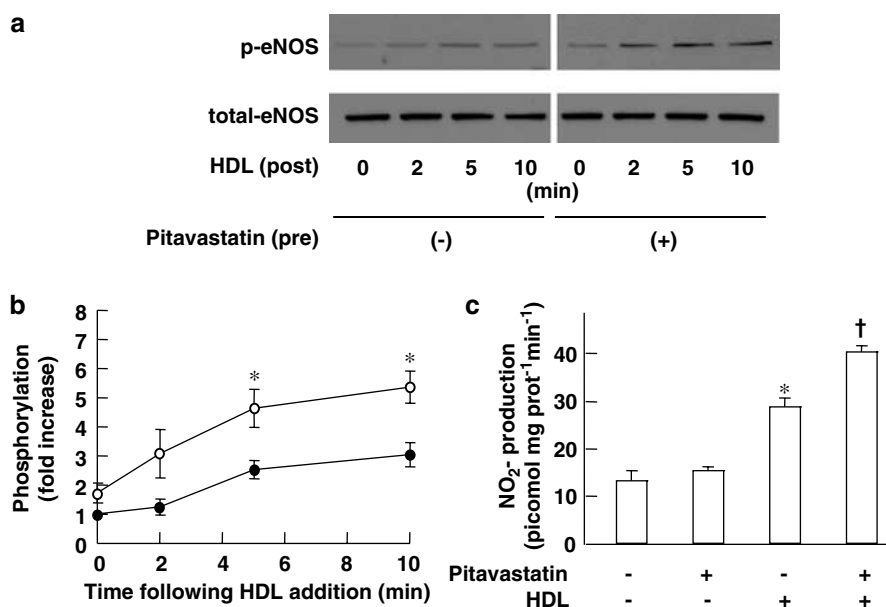 a
p-eNOS
total-eNOS
HDL (post) 0 2 5 10 0 2 5 10
(min)
Pitavastatin (pre) (-) (+)
b
Phosphorylation
(fold increase)
8
7
6
5
4
3
2
1
0
* *
0 2 4 6 8 10
Time following HDL addition (min)
c
NO₂- production
(picomol mg prot⁻¹min⁻¹)
40
30
20
10
0
* †
Pitavastatin - + - +
HDL - - + +